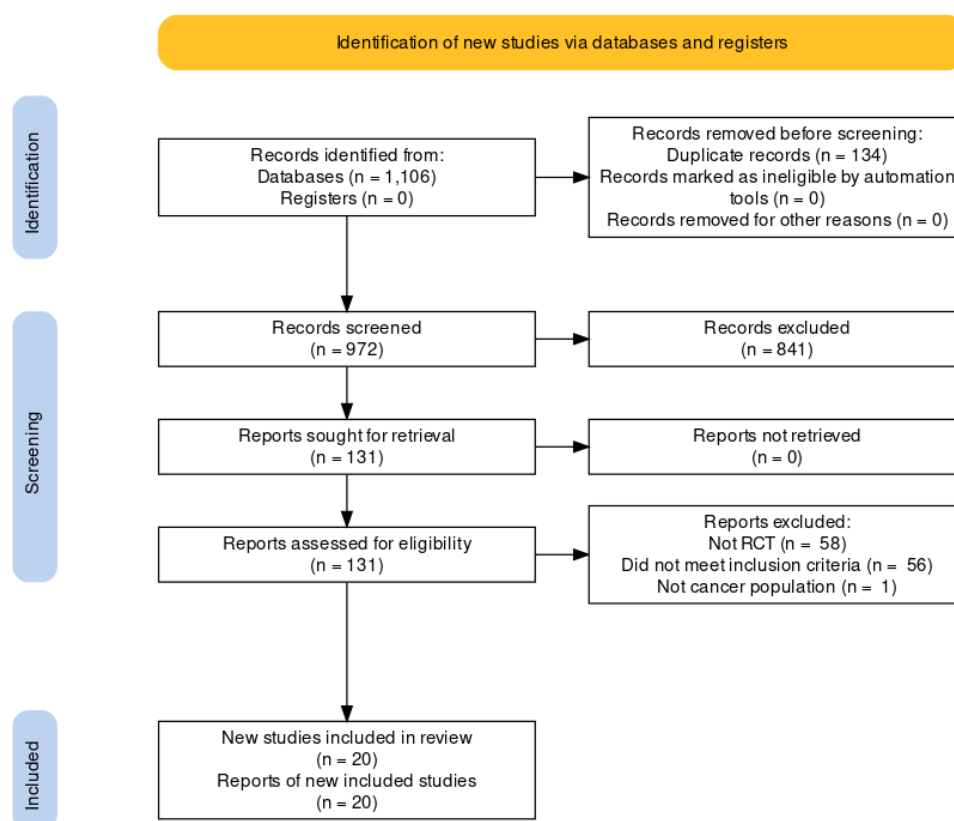 Identification of new studies via databases and registers
Identification
Records identified from:
Databases (n = 1,106)
Registers (n = 0)
Records removed before screening:
Duplicate records (n = 134)
Records marked as ineligible by automation
tools (n = 0)
Records removed for other reasons (n = 0)
Screening
Records screened
(n = 972)
Records excluded
(n = 841)
Reports sought for retrieval
(n = 131)
Reports not retrieved
(n = 0)
Reports assessed for eligibility
(n = 131)
Reports excluded:
Not RCT (n = 58)
Did not meet inclusion criteria (n = 56)
Not cancer population (n = 1)
Included
New studies included in review
(n = 20)
Reports of new included studies
(n = 20)